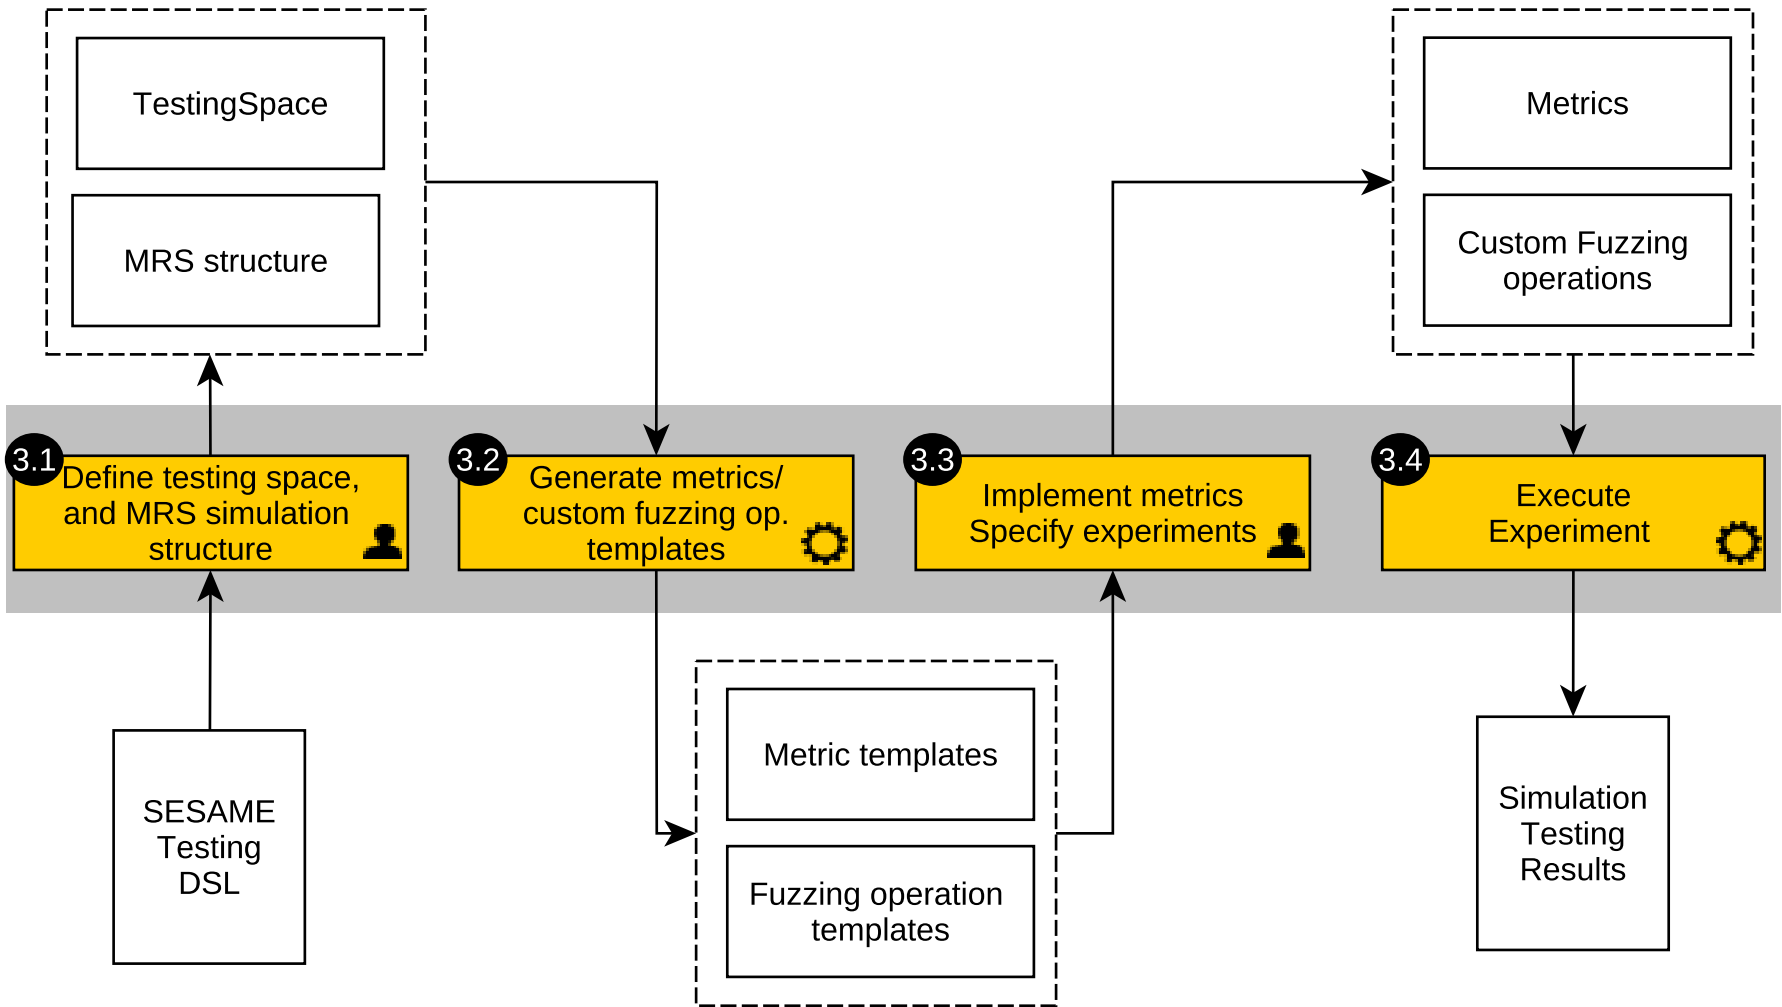 TestingSpace
MRS structure
Metrics
Custom Fuzzing
operations
3.1
Define testing space,
and MRS simulation
structure
3.2
Generate metrics/
custom fuzzing op.
templates
3.3
Implement metrics
Specify experiments
3.4
Execute
Experiment
SESAME
Testing
DSL
Metric templates
Fuzzing operation
templates
Simulation
Testing
Results